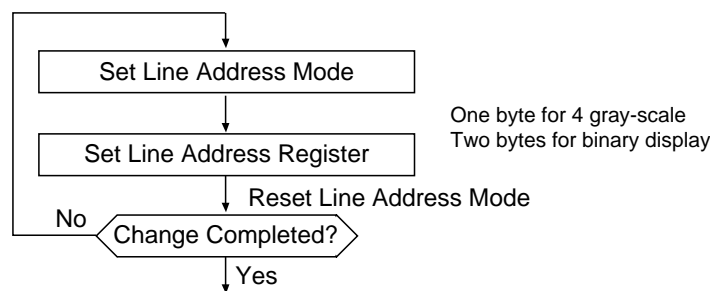 Set Line Address Mode
One byte for 4 gray-scale
Two bytes for binary display
Set Line Address Register
Reset Line Address Mode
No
Change Completed?
Yes